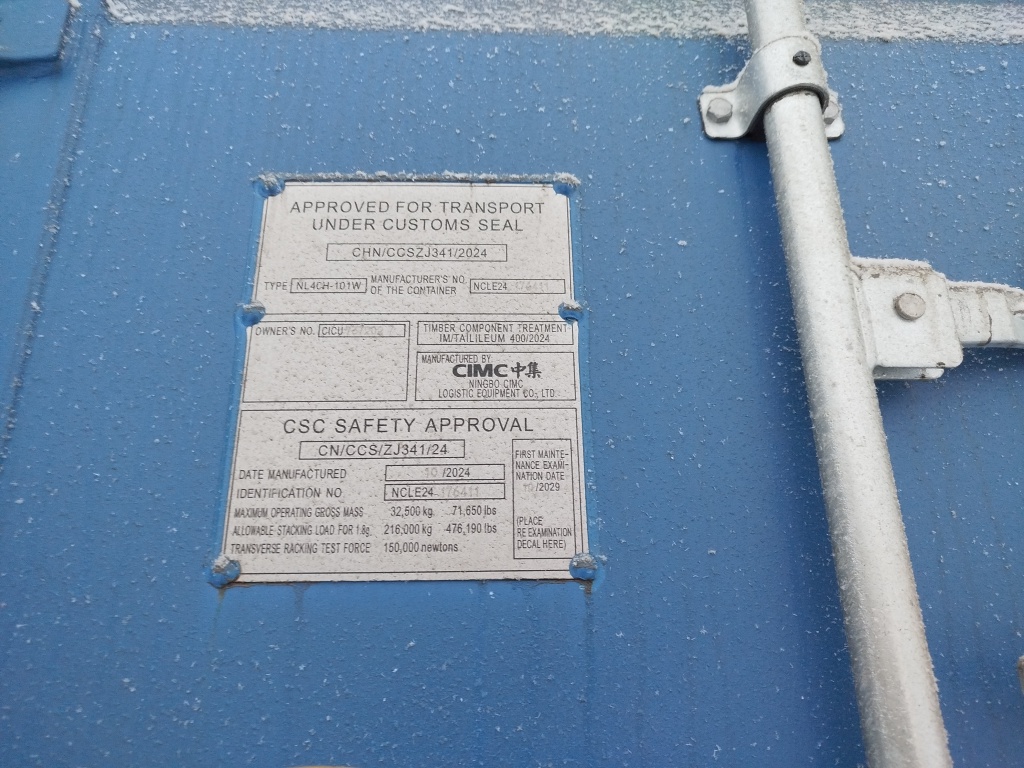 APPROVED FOR TRANSPORT
UNDER CUSTOMS SEAL
CHN/CCSZJ341/2024
TYPE NL4CH-101W MANUFACTURER'S NO. OF THE CONTAINER NCLE24 176411
OWNER'S NO. CICU
TIMBER COMPONENT TREATMENT
IM/TAILILEUM 400/2024
MANUFACTURED BY
CIMC 中集
NINGBO CIMC
LOGISTIC EQUIPMENT CO., LTD
CSC SAFETY APPROVAL
CN/CCS/ZJ341/24
DATE MANUFACTURED 10 /2024
IDENTIFICATION NO NCLE24 176411
MAXIMUM OPERATING GROSS MASS 32,500 kg 71,650 lbs
ALLOWABLE STACKING LOAD FOR 1.8g 216,000 kg 476,190 lbs
TRANSVERSE RACKING TEST FORCE 150,000 newtons
FIRST MAINTE-
NANCE EXAMI-
NATION DATE
10/2029
(PLACE
RE EXAMINATION
DECAL HERE)